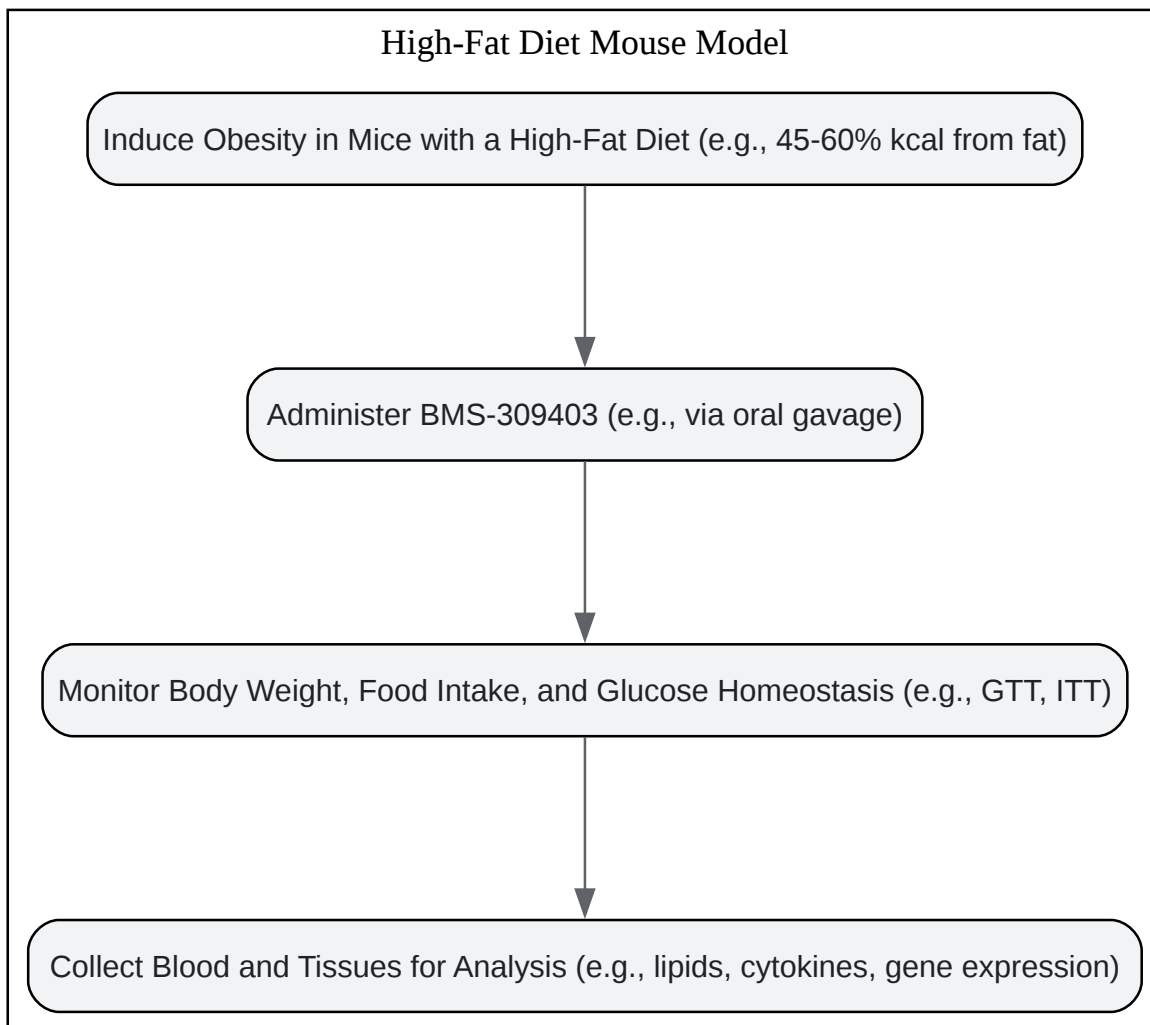 High-Fat Diet Mouse Model
Induce Obesity in Mice with a High-Fat Diet (e.g., 45-60% kcal from fat)
Administer BMS-309403 (e.g., via oral gavage)
Monitor Body Weight, Food Intake, and Glucose Homeostasis (e.g., GTT, ITT)
Collect Blood and Tissues for Analysis (e.g., lipids, cytokines, gene expression)